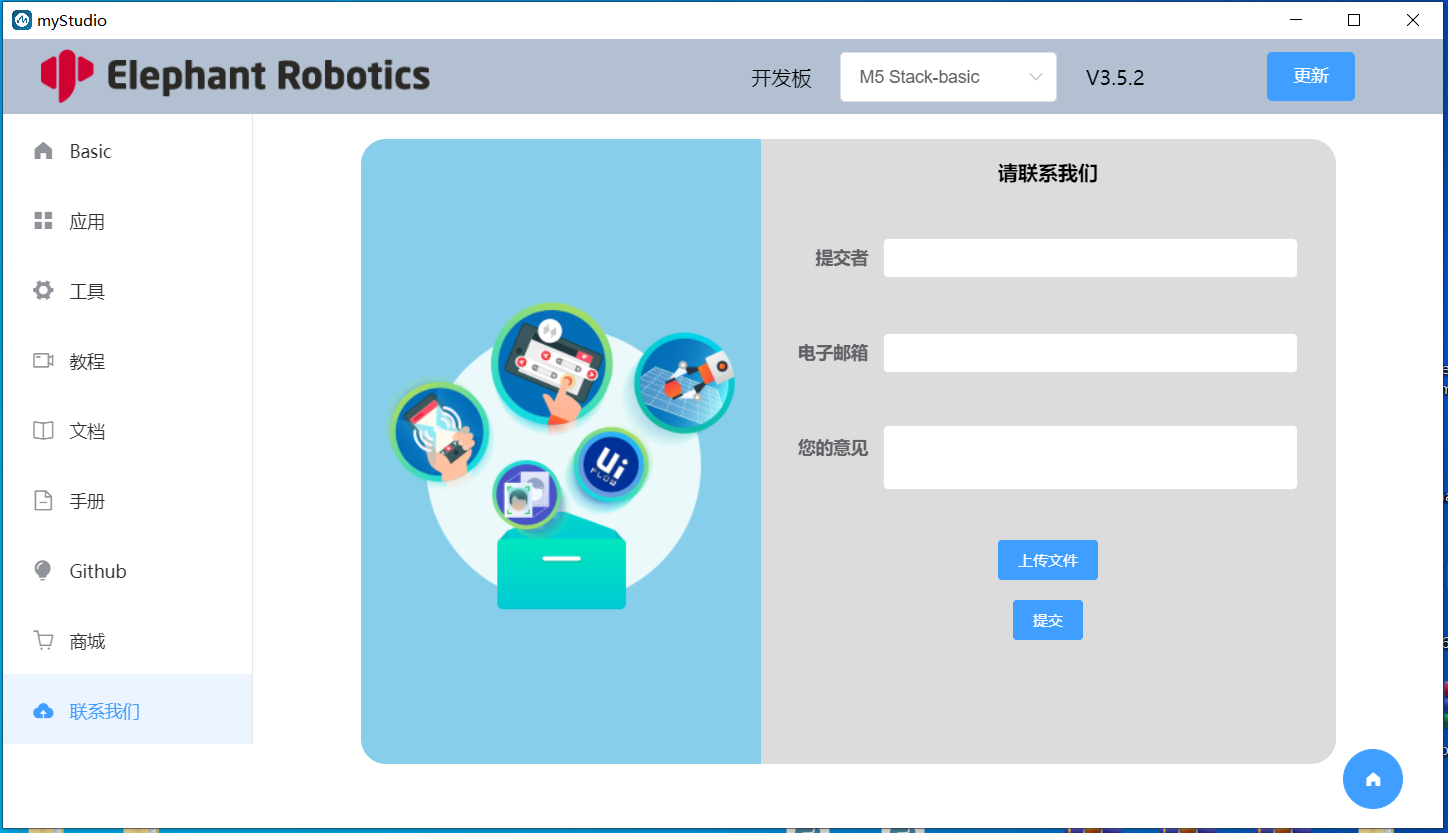 myStudio
Elephant Robotics
开发板
M5 Stack-basic
V3.5.2
更新
Basic
应用
工具
教程
文档
手册
Github
商城
联系我们
请联系我们
提交者
电子邮箱
您的意见
上传文件
提交
Ui
FLOW